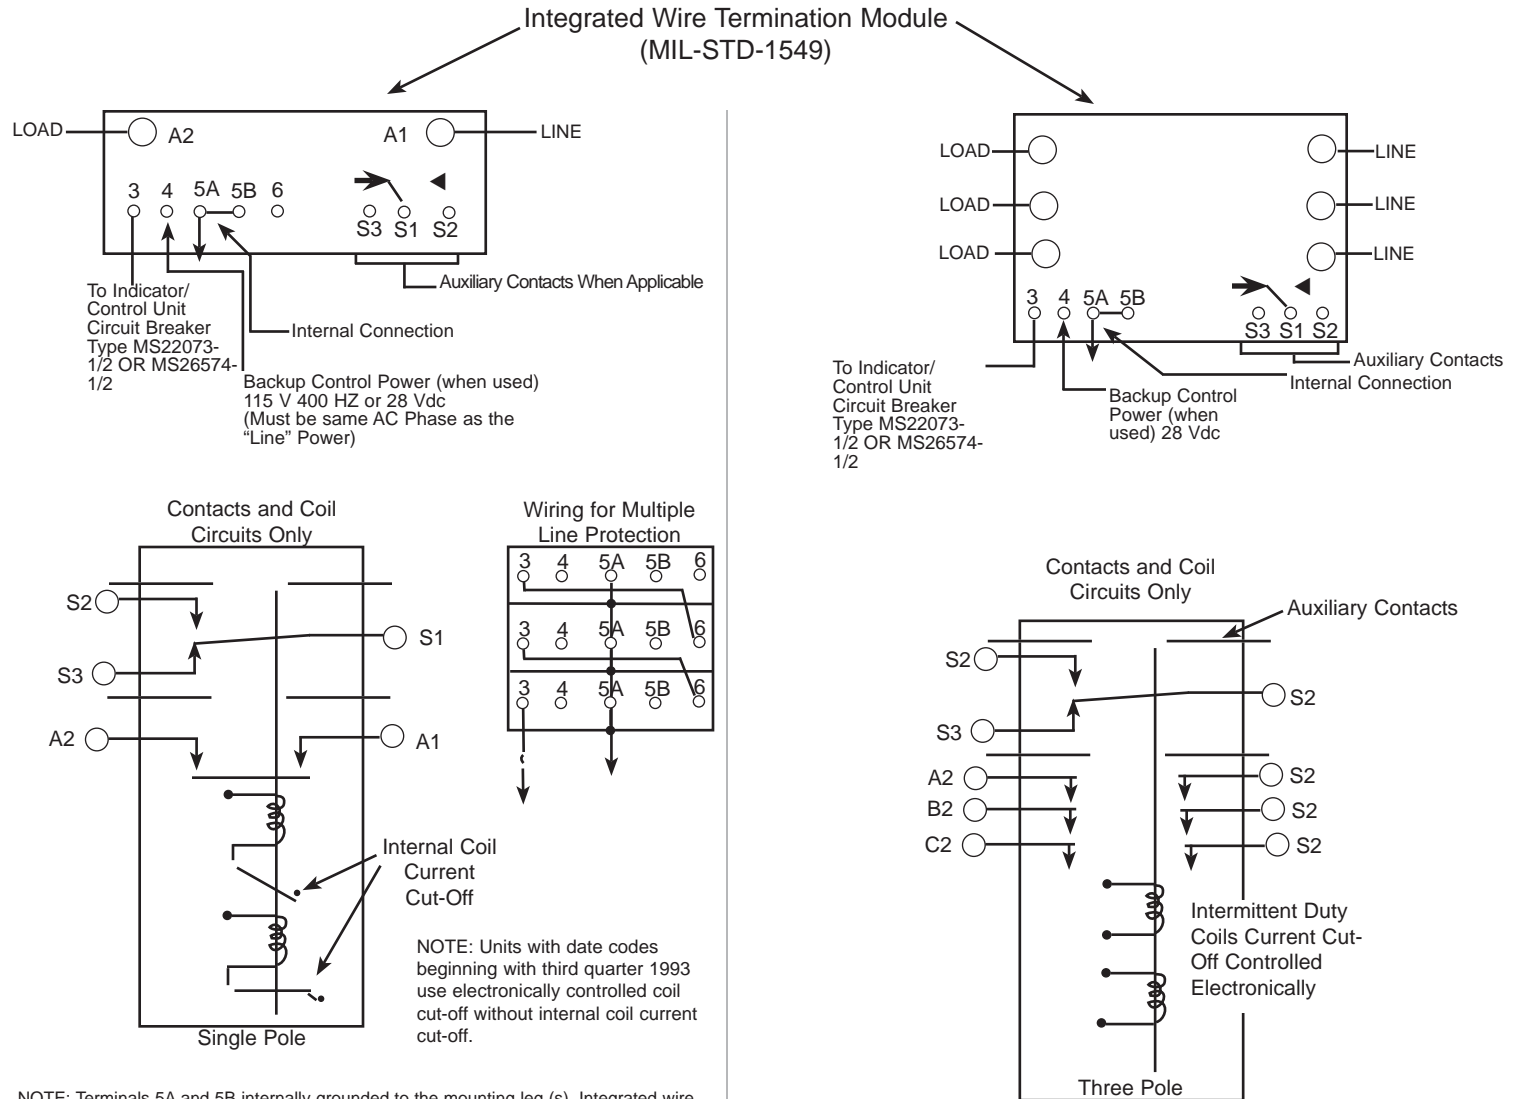 Integrated Wire Termination Module
(MIL-STD-1549)
LOAD
A2
A1
LINE
3 4 5A 5B 6
S3 S1 S2
Auxiliary Contacts When Applicable
To Indicator/
Control Unit
Circuit Breaker
Type MS22073-
1/2 OR MS26574-
1/2
Internal Connection
Backup Control Power (when used)
115 V 400 HZ or 28 Vdc
(Must be same AC Phase as the
“Line” Power)
LOAD
LINE
LOAD
LINE
LOAD
LINE
3 4 5A 5B
S3 S1 S2
Auxiliary Contacts
Internal Connection
To Indicator/
Control Unit
Circuit Breaker
Type MS22073-
1/2 OR MS26574-
1/2
Backup Control
Power (when
used) 28 Vdc
Contacts and Coil
Circuits Only
S2
S1
S3
A2
A1
Internal Coil
Current
Cut-Off
Single Pole
Wiring for Multiple
Line Protection
3 4 5A 5B 6
3 4 5A 5B 6
3 4 5A 5B 6
NOTE: Units with date codes
beginning with third quarter 1993
use electronically controlled coil
cut-off without internal coil current
cut-off.
Contacts and Coil
Circuits Only
Auxiliary Contacts
S2
S2
S3
A2
S2
B2
S2
C2
S2
Intermittent Duty
Coils Current Cut-
Off Controlled
Electronically
Three Pole
NOTE: Terminals 5A and 5B internally grounded to the mounting leg (s). Integrated wire